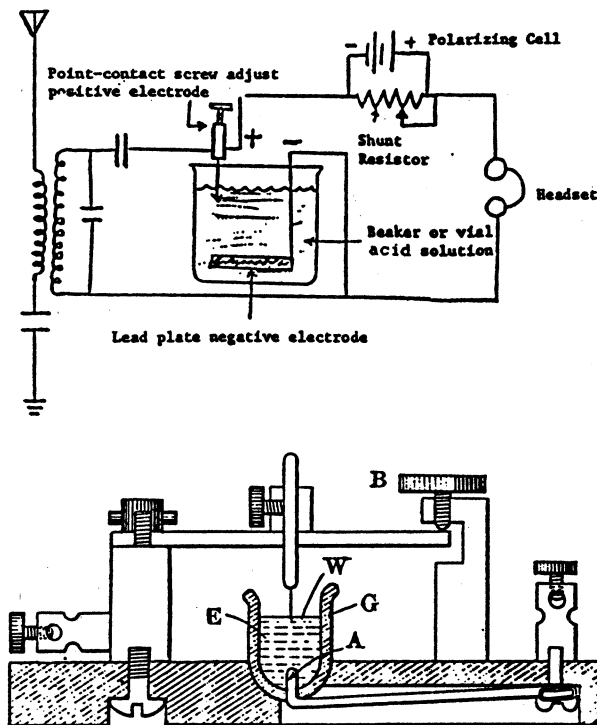 Polarizing Cell
Point-contact screw adjust
positive electrode
Shunt
Resistor
Headset
Beaker or vial
acid solution
Lead plate negative electrode
B
W
E
G
A